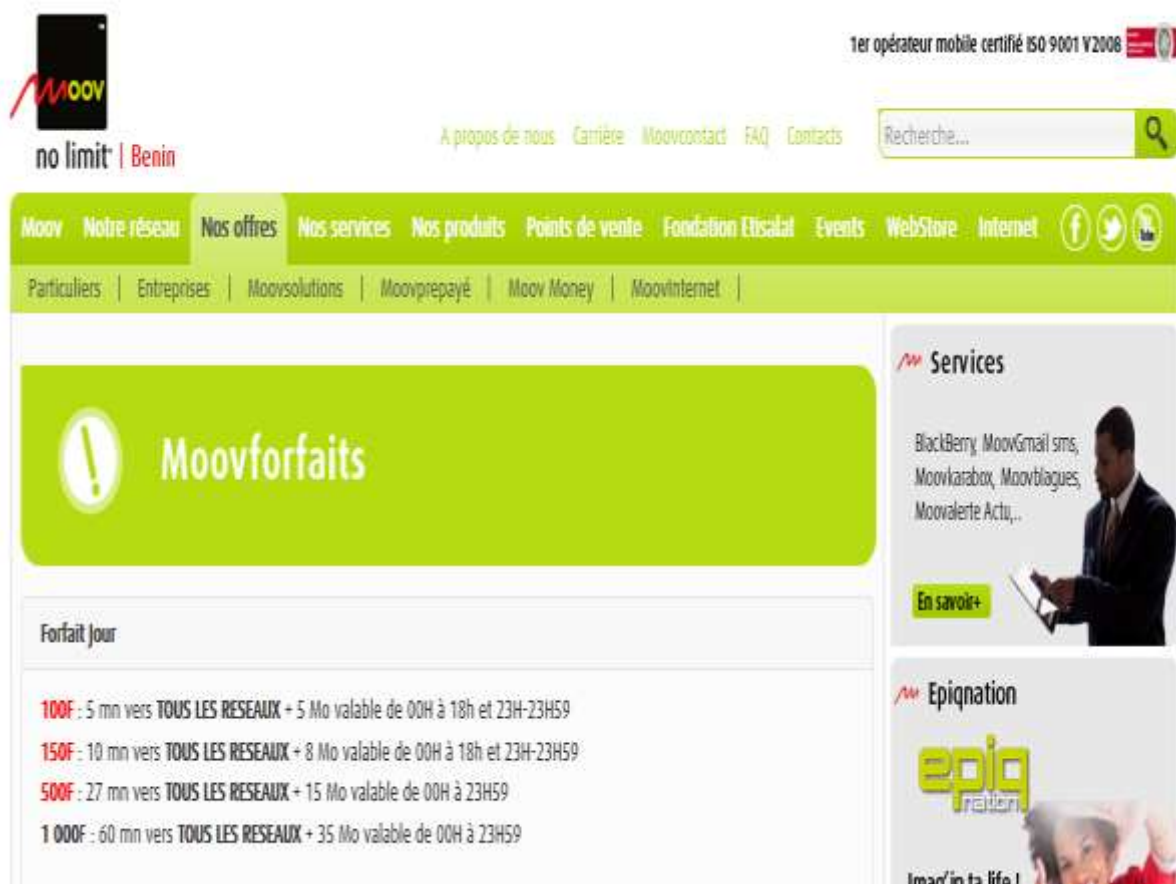 1er opérateur mobile certifié ISO 9001 V2008
moov
no limit | Benin
A propos de nous Carrière Moovcontact FAQ Contacts
Recherche...
Moov Notre réseau Nos offres Nos services Nos produits Points de vente Fondation Etisalat Events WebStore Internet
Particuliers | Entreprises | Moovsolutions | Moovprepayé | Moov Money | MoovInternet |
Moovforfaits
Forfait Jour
100F : 5 mn vers TOUS LES RESEAUX + 5 Mo valable de 00H à 18h et 23H-23H59
150F : 10 mn vers TOUS LES RESEAUX + 8 Mo valable de 00H à 18h et 23H-23H59
500F : 27 mn vers TOUS LES RESEAUX + 15 Mo valable de 00H à 23H59
1 000F : 60 mn vers TOUS LES RESEAUX + 35 Mo valable de 00H à 23H59
Services
BlackBerry, MoovGmail sms,
Moovkarabox, Moovblagues,
Moovalerte Actu,..
En savoir+
Epiqnation
epiq
nation
Imag'in ta life !